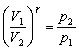 (V₁/V₂)^r = p₂/p₁